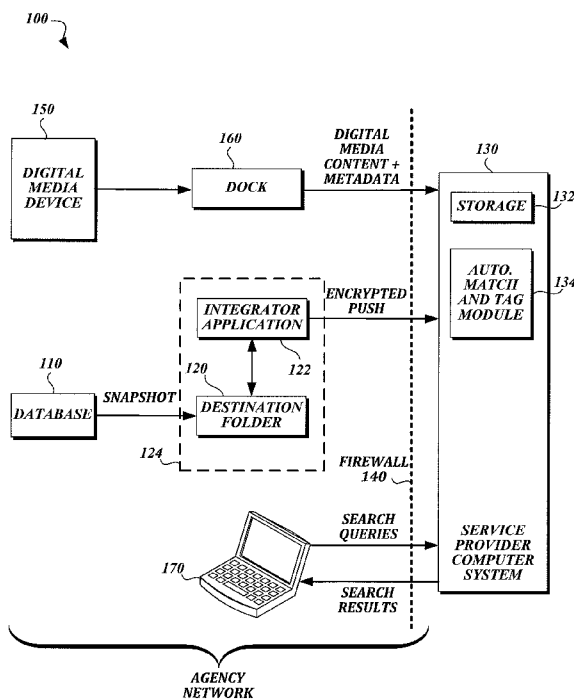 100
150
DIGITAL
MEDIA
DEVICE
160
DOCK
DIGITAL
MEDIA
CONTENT +
METADATA
130
STORAGE
132
AUTO.
MATCH
AND TAG
MODULE
134
INTEGRATOR
APPLICATION
122
ENCRYPTED
PUSH
110
DATABASE
SNAPSHOT
120
DESTINATION
FOLDER
124
FIREWALL
140
170
SEARCH
QUERIES
SEARCH
RESULTS
SERVICE
PROVIDER
COMPUTER
SYSTEM
AGENCY
NETWORK